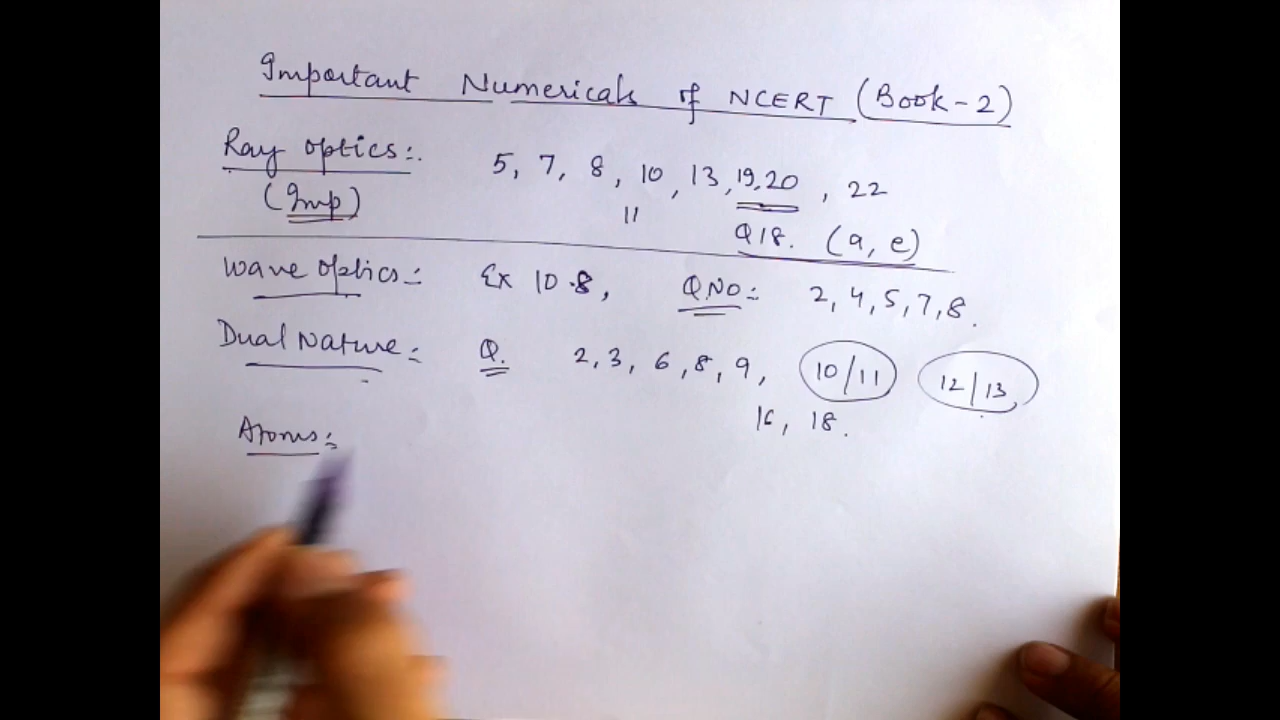 Important Numericals of NCERT (Book-2)
Ray Optics:. 5, 7, 8, 10, 13, 19, 20, 22
(Imp) 11
Q18. (a, e)
Wave Optics:- Ex 10.8, Q.NO:- 2, 4, 5, 7, 8.
Dual Nature:- Q. 2, 3, 6, 8, 9, 10/11 12/13
16, 18.
Atoms:-